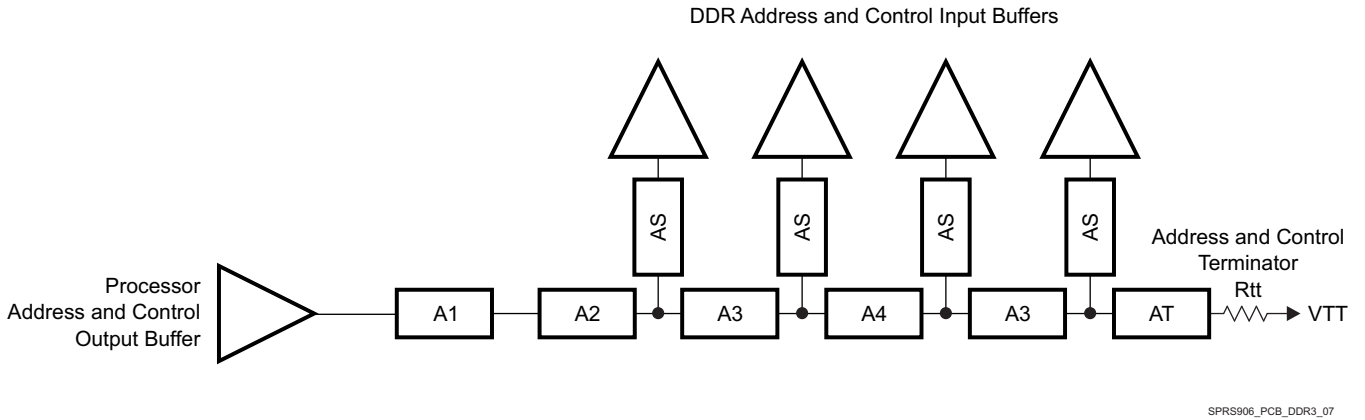 DDR Address and Control Input Buffers
AS
AS
AS
AS
Address and Control
Terminator
Rtt
Processor
Address and Control
Output Buffer
A1
A2
A3
A4
A3
AT
VTT
SPRS906_PCB_DDR3_07